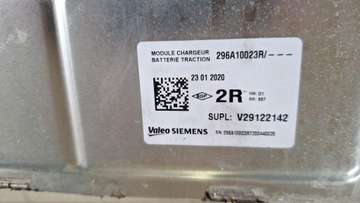 MODULE CHARGEUR
BATTERIE TRACTION
296A10023R/---
23 01 2020
2R
SUPL: V29122142
Valeo SIEMENS